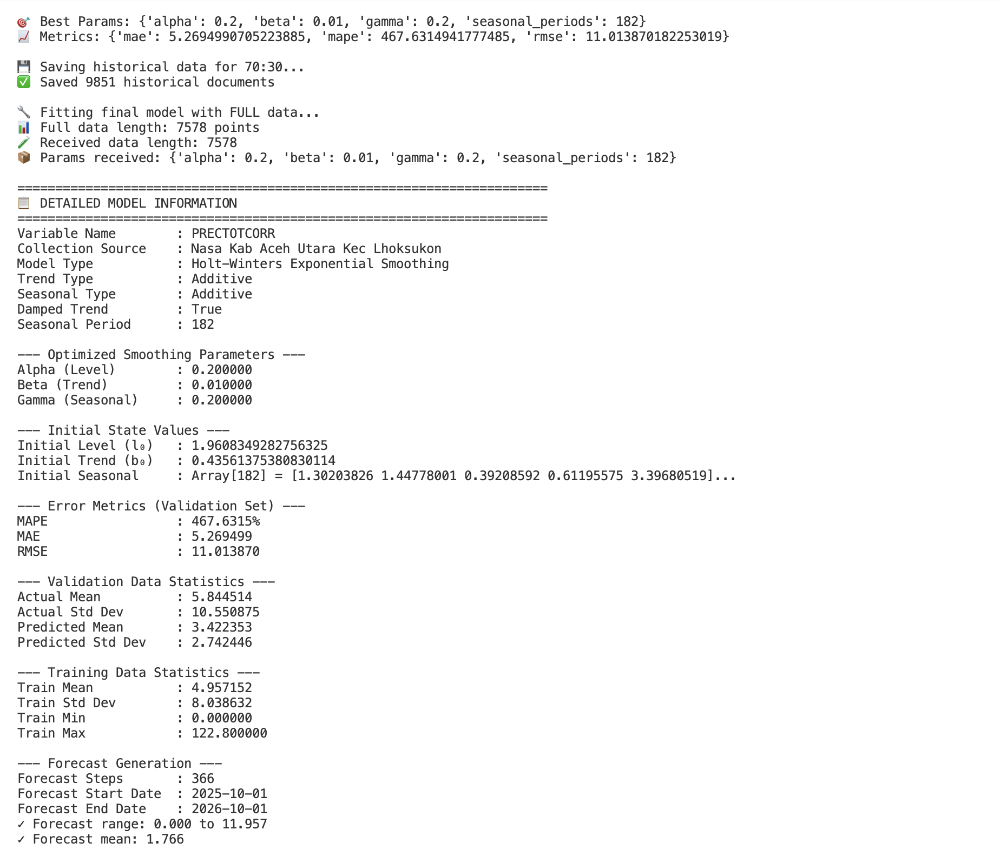 🎯 Best Params: {'alpha': 0.2, 'beta': 0.01, 'gamma': 0.2, 'seasonal_periods': 182}
📈 Metrics: {'mae': 5.2694990705223885, 'mape': 467.6314941777485, 'rmse': 11.013870182253019}
💾 Saving historical data for 70:30...
✅ Saved 9851 historical documents
🔧 Fitting final model with FULL data...
📊 Full data length: 7578 points
🧪 Received data length: 7578
📦 Params received: {'alpha': 0.2, 'beta': 0.01, 'gamma': 0.2, 'seasonal_periods': 182}
======================================================================
📋 DETAILED MODEL INFORMATION
======================================================================
Variable Name        : PRECTOTCORR
Collection Source    : Nasa Kab Aceh Utara Kec Lhoksukon
Model Type           : Holt-Winters Exponential Smoothing
Trend Type           : Additive
Seasonal Type        : Additive
Damped Trend         : True
Seasonal Period      : 182
--- Optimized Smoothing Parameters ---
Alpha (Level)        : 0.200000
Beta (Trend)         : 0.010000
Gamma (Seasonal)     : 0.200000
--- Initial State Values ---
Initial Level (l₀)   : 1.9608349282756325
Initial Trend (b₀)   : 0.43561375380830114
Initial Seasonal     : Array[182] = [1.30203826 1.44778001 0.39208592 0.61195575 3.39680519]...
--- Error Metrics (Validation Set) ---
MAPE                 : 467.6315%
MAE                  : 5.269499
RMSE                 : 11.013870
--- Validation Data Statistics ---
Actual Mean          : 5.844514
Actual Std Dev       : 10.550875
Predicted Mean       : 3.422353
Predicted Std Dev    : 2.742446
--- Training Data Statistics ---
Train Mean           : 4.957152
Train Std Dev        : 8.038632
Train Min            : 0.000000
Train Max            : 122.800000
--- Forecast Generation ---
Forecast Steps       : 366
Forecast Start Date  : 2025-10-01
Forecast End Date    : 2026-10-01
✓ Forecast range: 0.000 to 11.957
✓ Forecast mean: 1.766